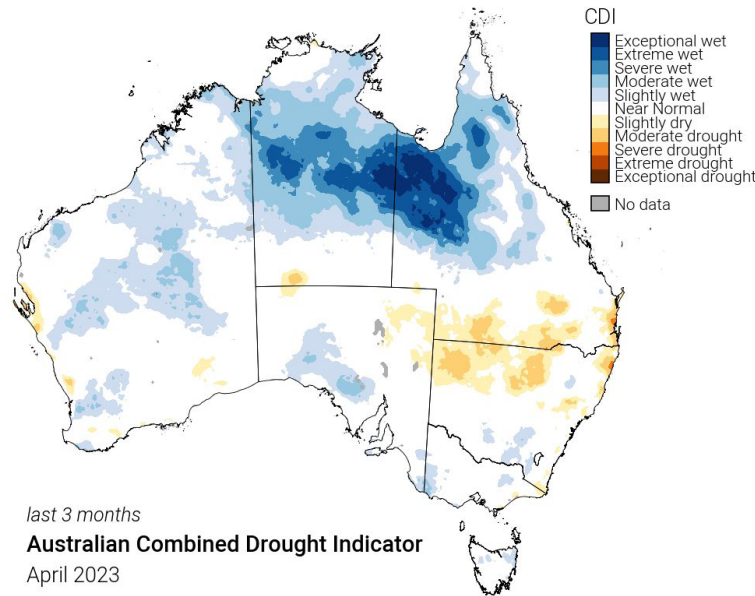 CDI
Exceptional wet
Extreme wet
Severe wet
Moderate wet
Slightly wet
Near Normal
Slightly dry
Moderate drought
Severe drought
Extreme drought
Exceptional drought
No data
last 3 months
Australian Combined Drought Indicator
April 2023